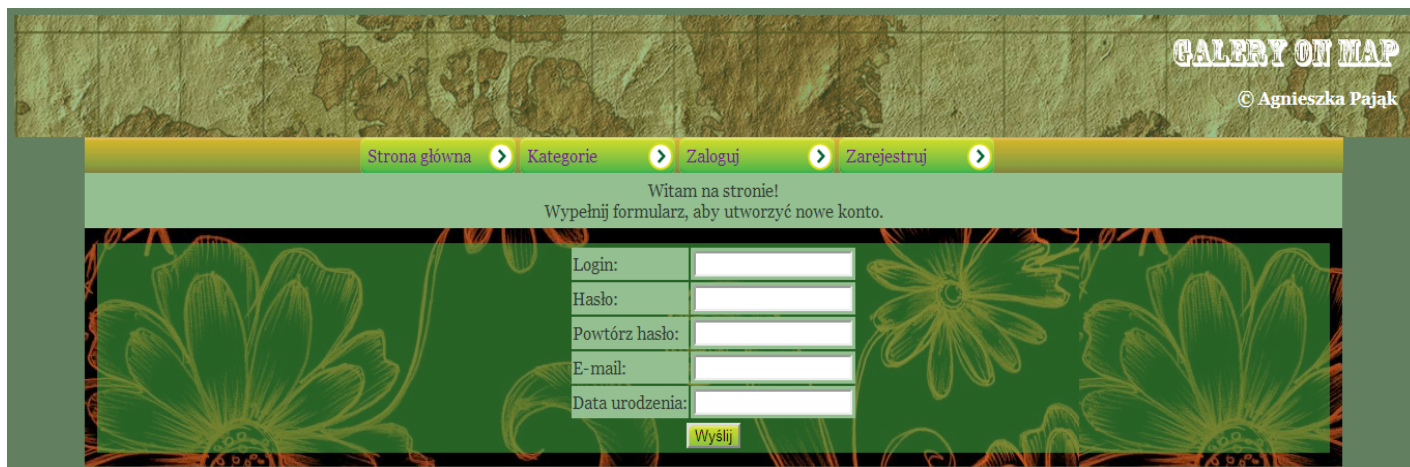 GALERY ON MAP
© Agnieszka Pająk
Strona główna Kategorie Zaloguj Zarejestruj
Witam na stronie!
Wypełnij formularz, aby utworzyć nowe konto.
Login:
Hasło:
Powtórz hasło:
E-mail:
Data urodzenia:
Wyślij